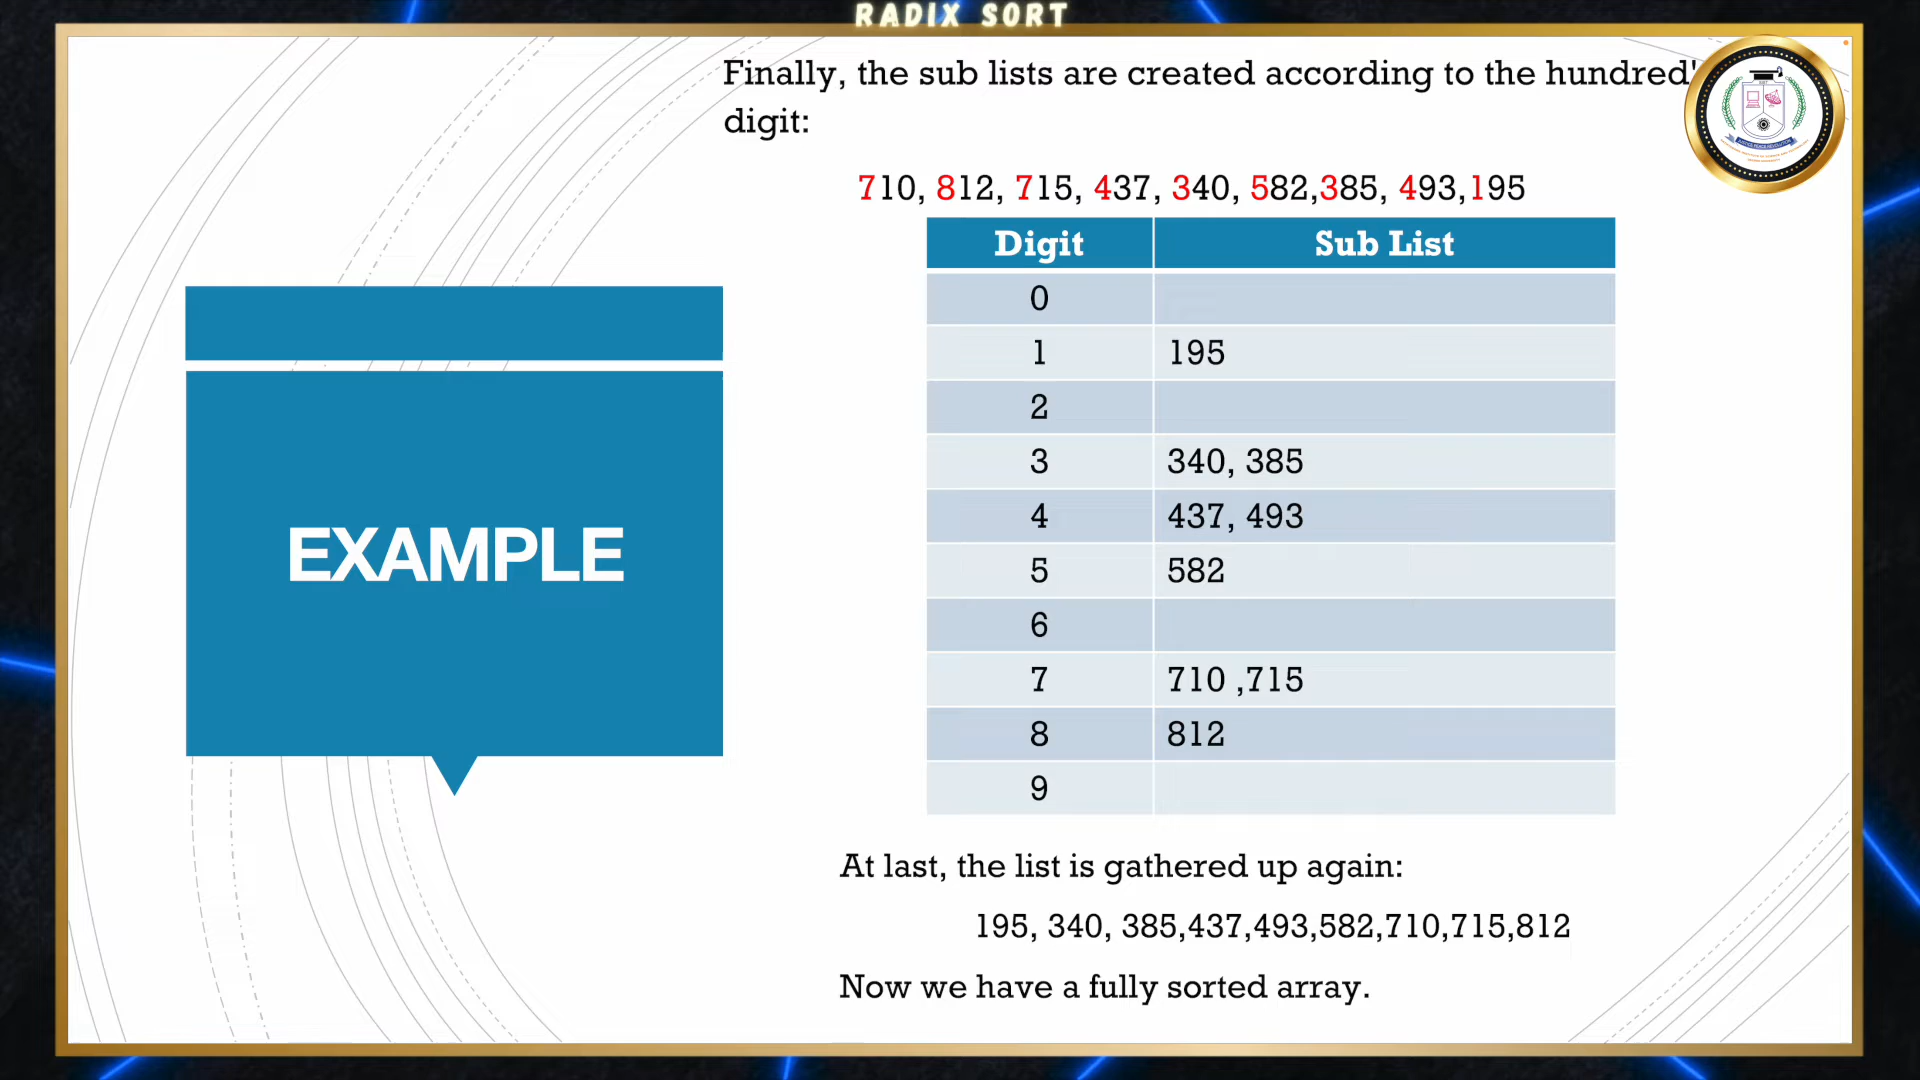 RADIX SORT
Finally, the sub lists are created according to the hundred'
digit:
710, 812, 715, 437, 340, 582,385, 493,195
Digit Sub List
0
1 195
2
3 340, 385
4 437, 493
5 582
6
7 710 ,715
8 812
9
EXAMPLE
At last, the list is gathered up again:
195, 340, 385,437,493,582,710,715,812
Now we have a fully sorted array.